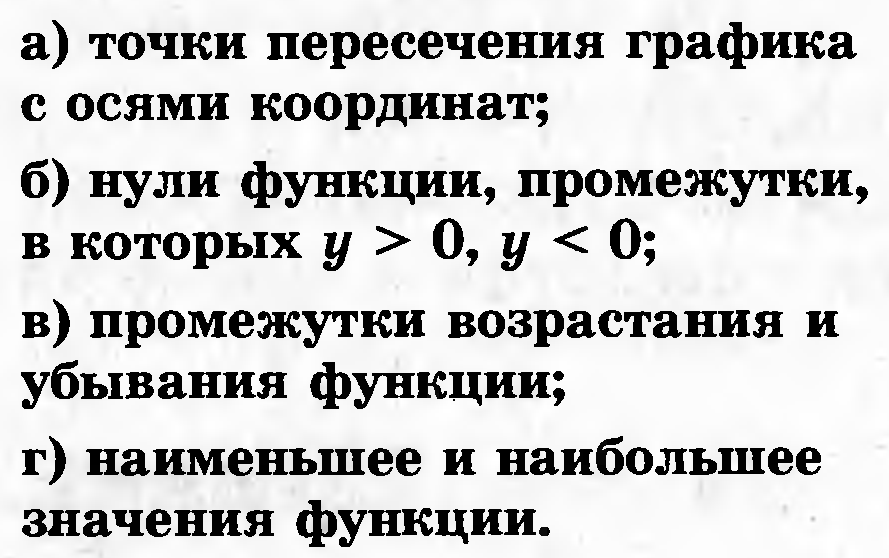 а) точки пересечения графика
с осями координат;
б) нули функции, промежутки,
в которых y > 0, y < 0;
в) промежутки возрастания и
убывания функции;
г) наименьшее и наибольшее
значения функции.